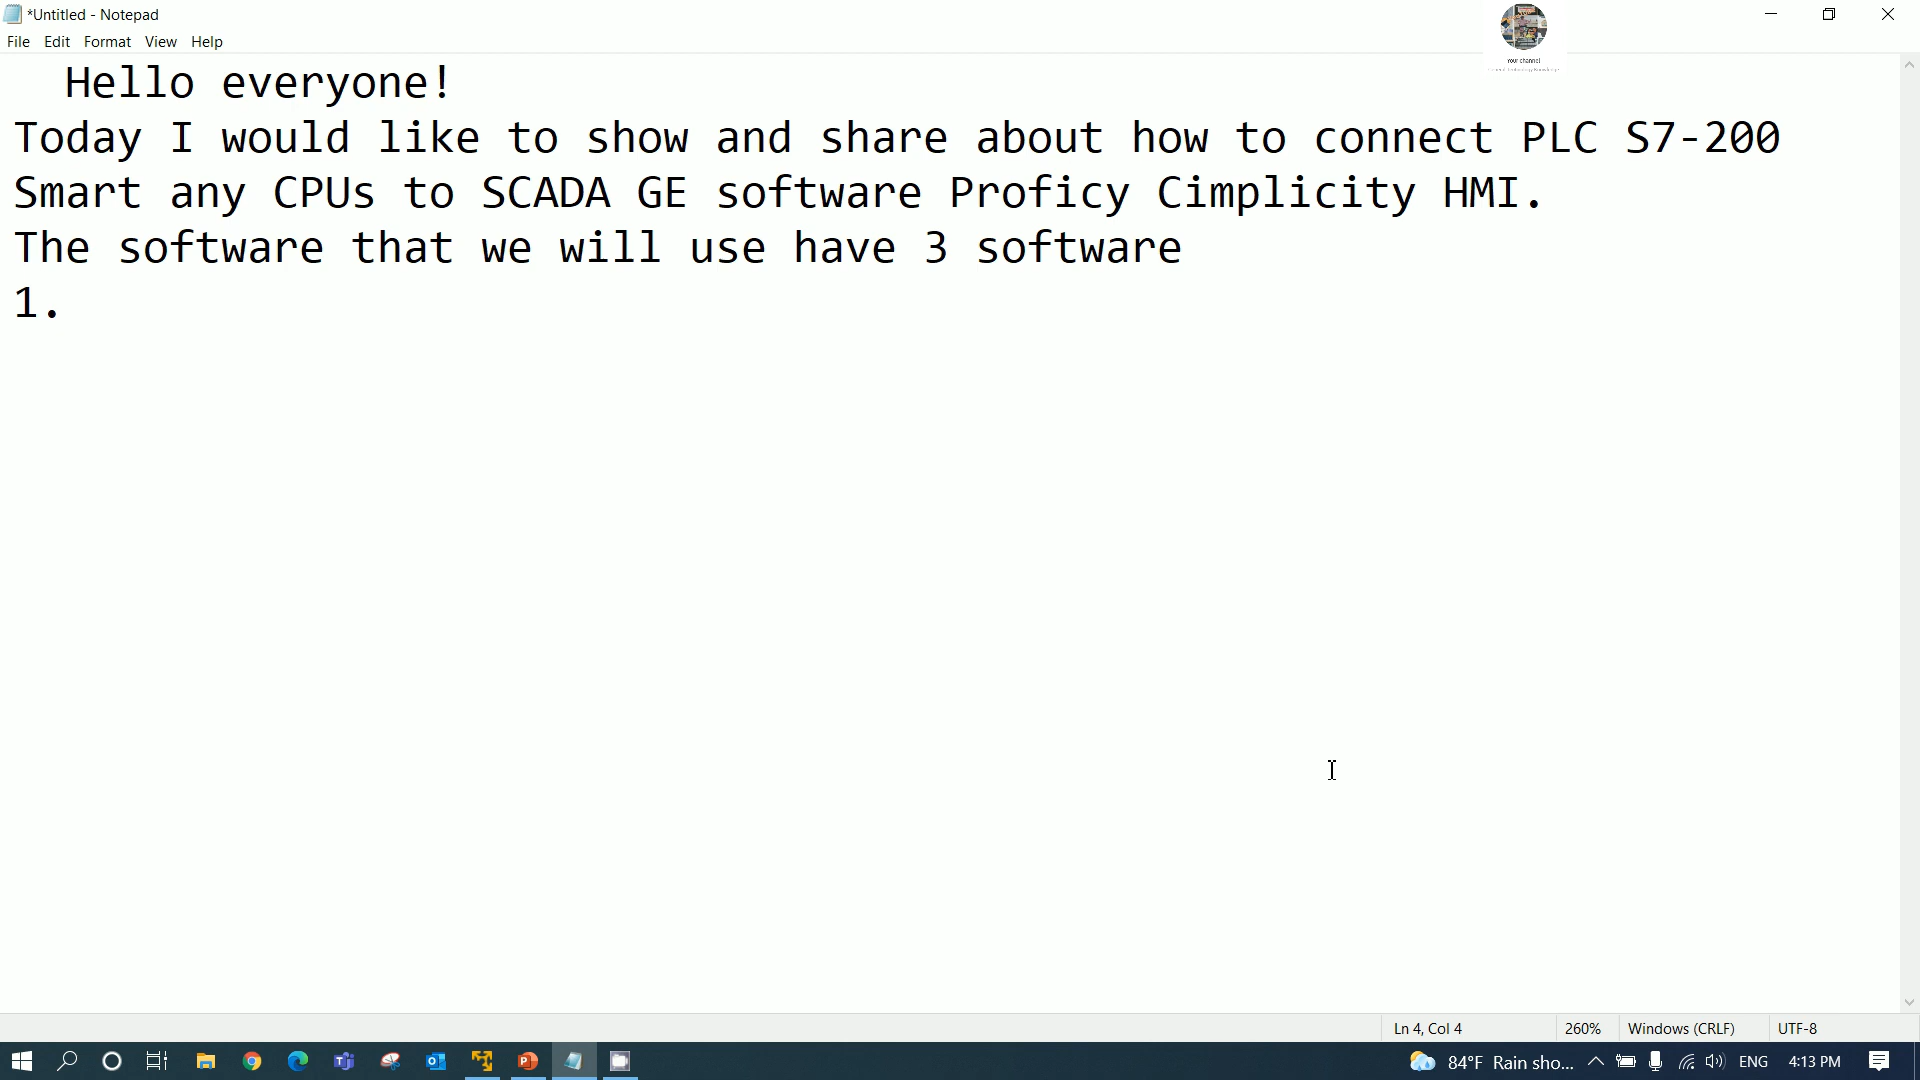 *Untitled - Notepad
File Edit Format View Help
Your channel
Hello everyone!
Today I would like to show and share about how to connect PLC S7-200
Smart any CPUs to SCADA GE software Proficy Cimplicity HMI.
The software that we will use have 3 software
1.
Ln 4, Col 4 260% Windows (CRLF) UTF-8
84°F Rain sho... ENG 4:13 PM